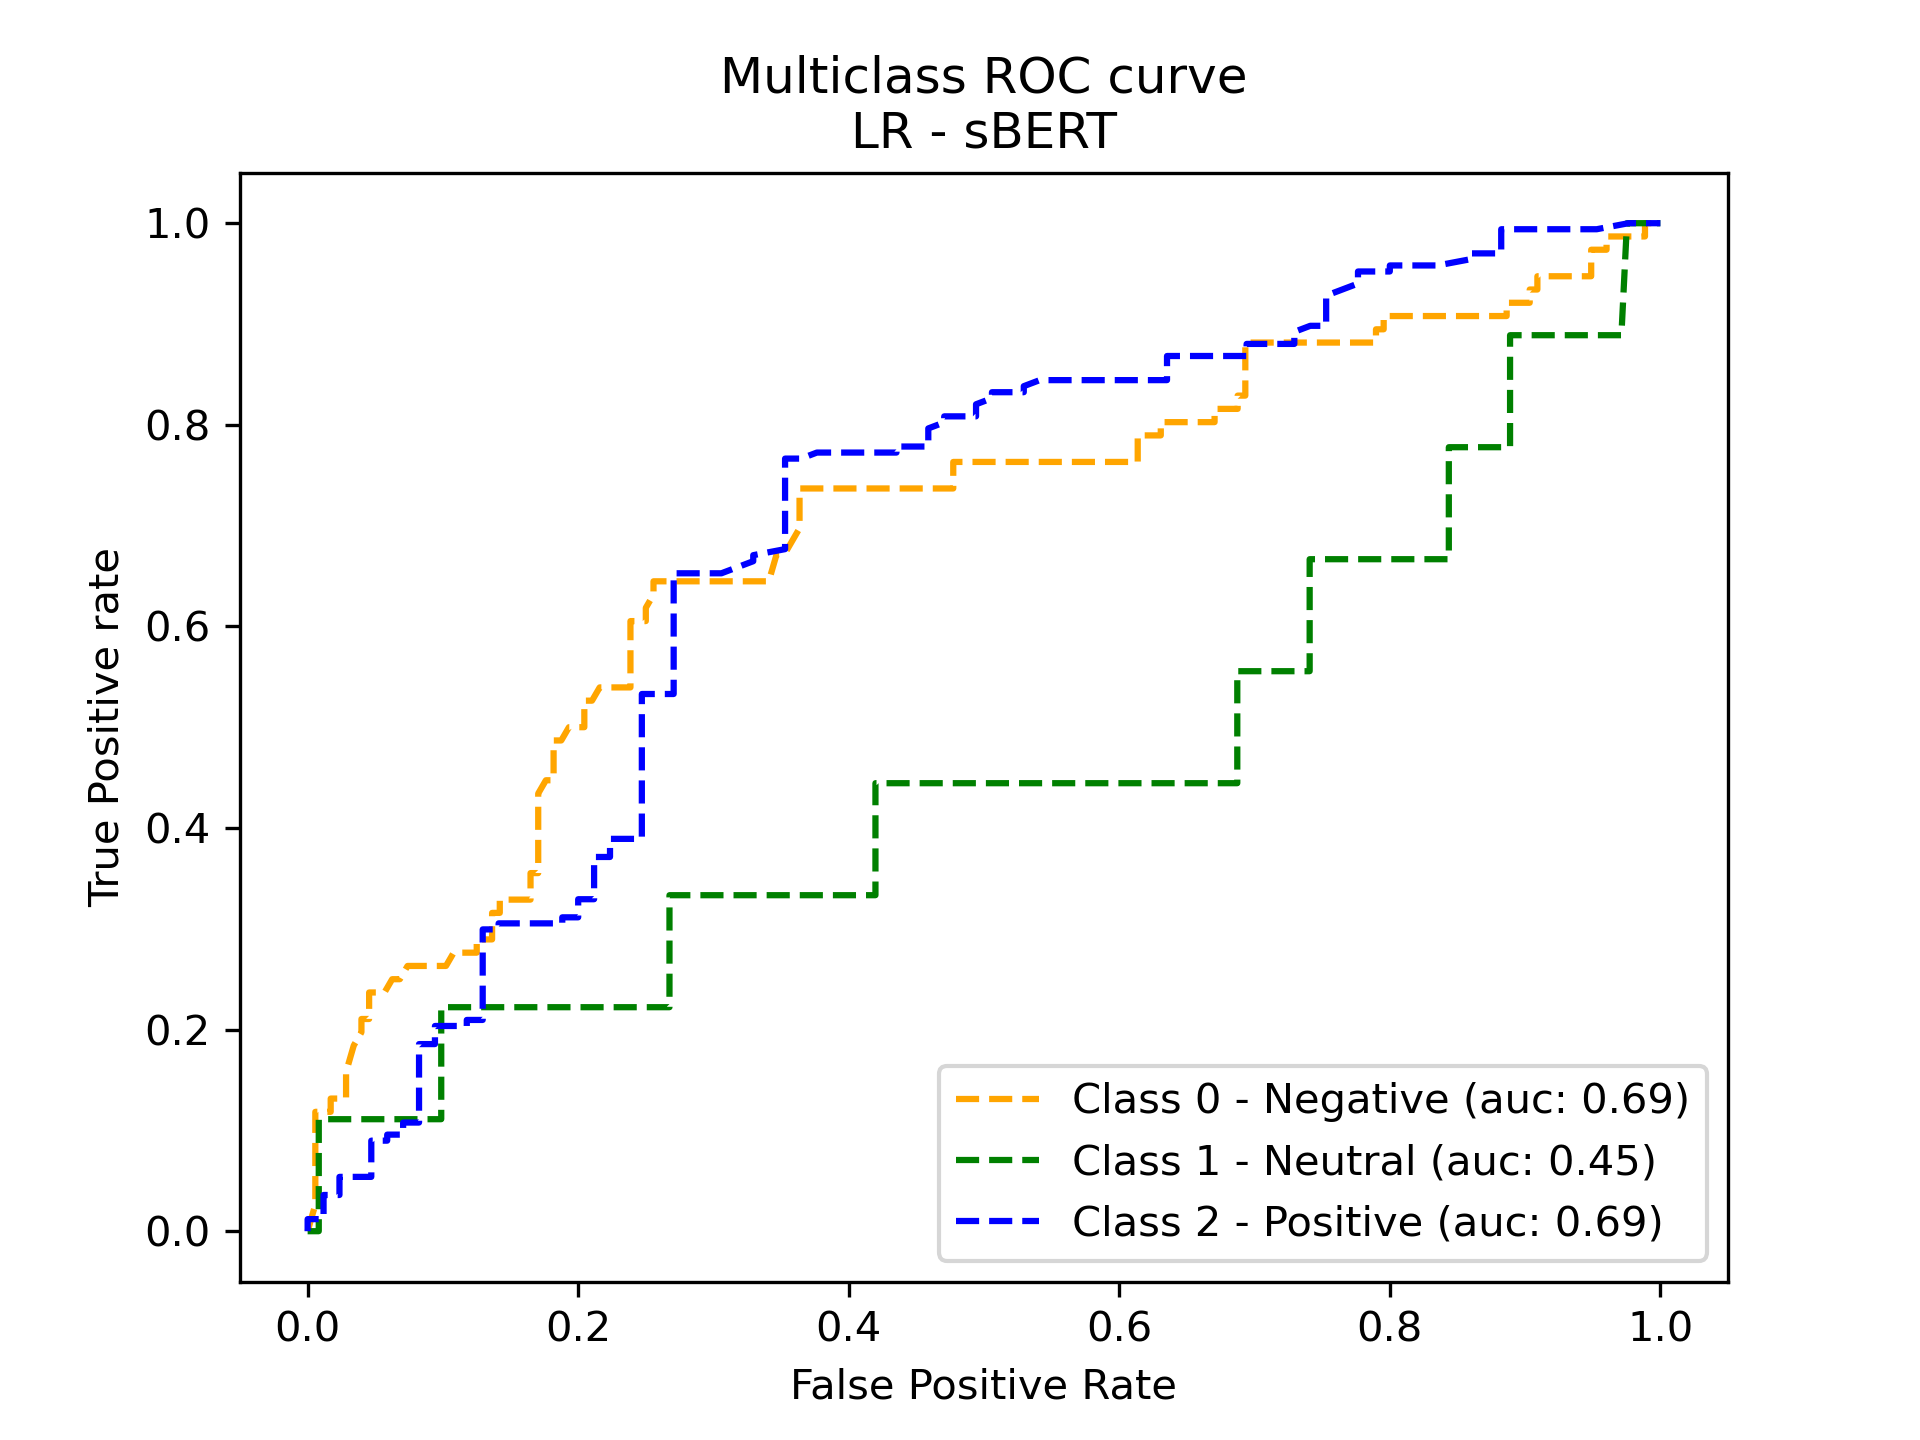 Multiclass ROC curve
LR - sBERT
True Positive rate
1.0
0.8
0.6
0.4
0.2
0.0
Class 0 - Negative (auc: 0.69)
Class 1 - Neutral (auc: 0.45)
Class 2 - Positive (auc: 0.69)
0.0 0.2 0.4 0.6 0.8 1.0
False Positive Rate